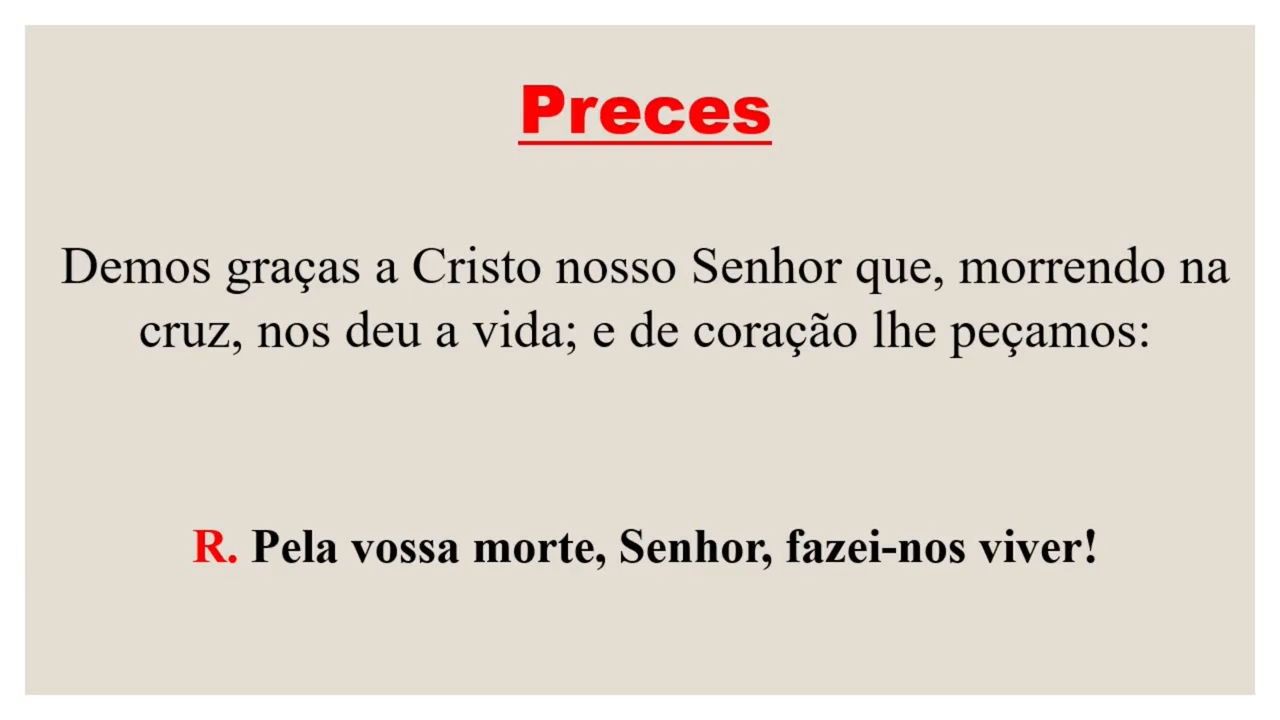 Preces
Demos graças a Cristo nosso Senhor que, morrendo na
cruz, nos deu a vida; e de coração lhe peçamos:
R. Pela vossa morte, Senhor, fazei-nos viver!